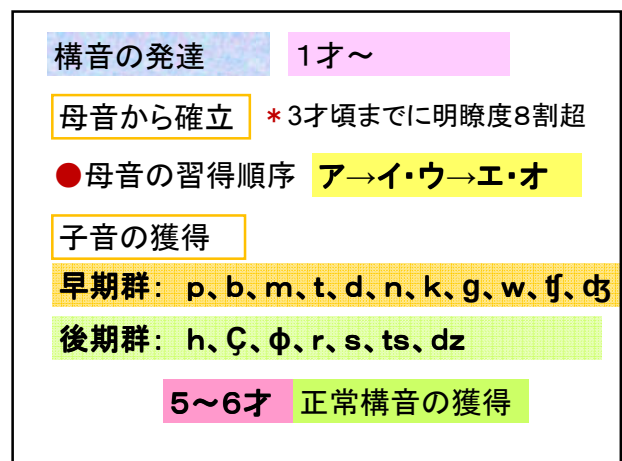 構音の発達 1才～
母音から確立 *3才頃までに明瞭度8割超
●母音の習得順序 ア→イ・ウ→エ・オ
子音の獲得
早期群： p、b、m、t、d、n、k、g、w、ʧ、ʤ
後期群： h、Ç、ф、r、s、ts、dz
5～6才 正常構音の獲得